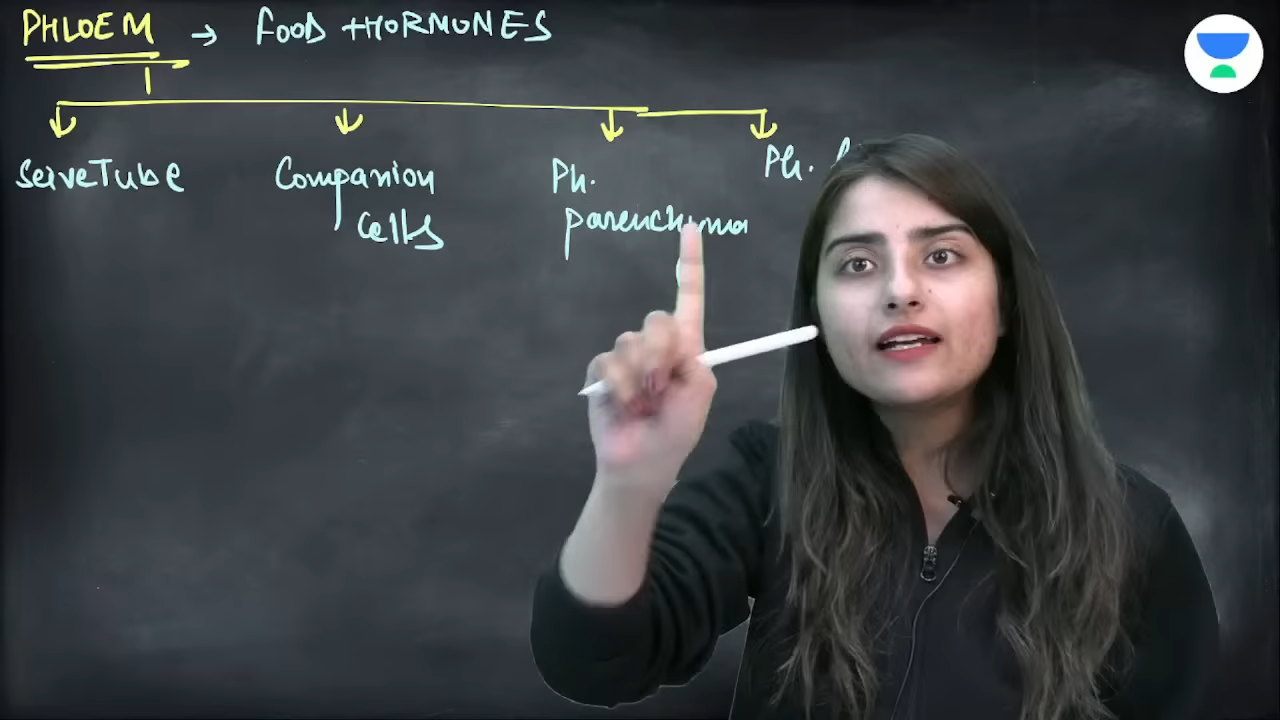 PHLOEM → FOOD + HORMONES
SeiveTube
Companion
Cells
Ph.
parenchyma
Ph.